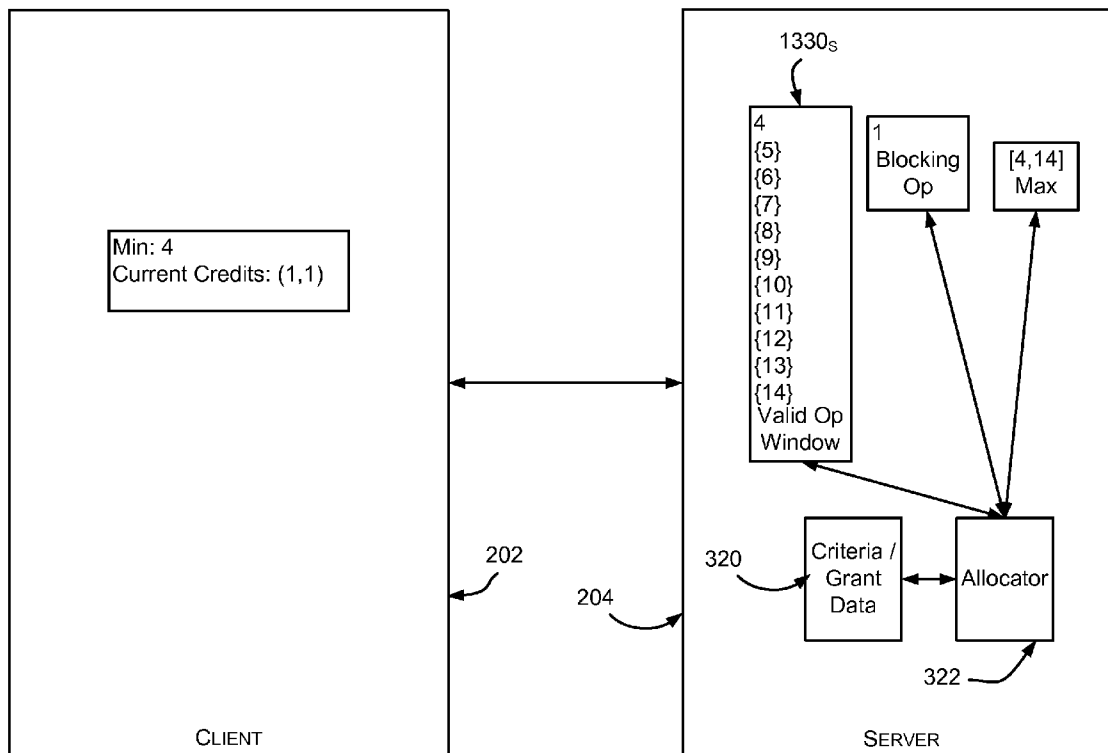 1330S
4
{5}
{6}
{7}
{8}
{9}
{10}
{11}
{12}
{13}
{14}
Valid Op
Window
1
Blocking
Op
[4,14]
Max
Min: 4
Current Credits: (1,1)
202
204
320
Criteria /
Grant
Data
Allocator
322
CLIENT
SERVER